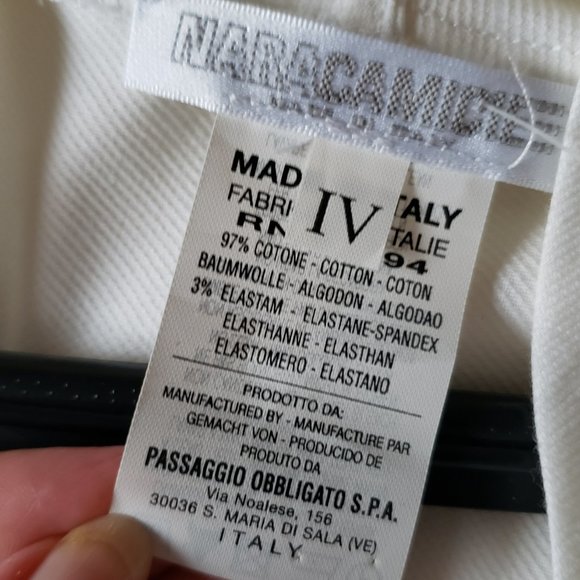 NARACAMICIE
MAD IV TALY
FABRI TALIE
RN 94
97% COTONE - COTTON - COTON
BAUMWOLLE - ALGODON - ALGODAO
3% ELASTAM - ELASTANE-SPANDEX
ELASTHANNE - ELASTHAN
ELASTOMERO - ELASTANO
PRODOTTO DA:
MANUFACTURED BY - MANUFACTURE PAR
GEMACHT VON - PRODUCIDO DE
PRODUTO DA
PASSAGGIO OBBLIGATO S.P.A.
Via Noalese, 156
30036 S. MARIA DI SALA (VE)
ITALY